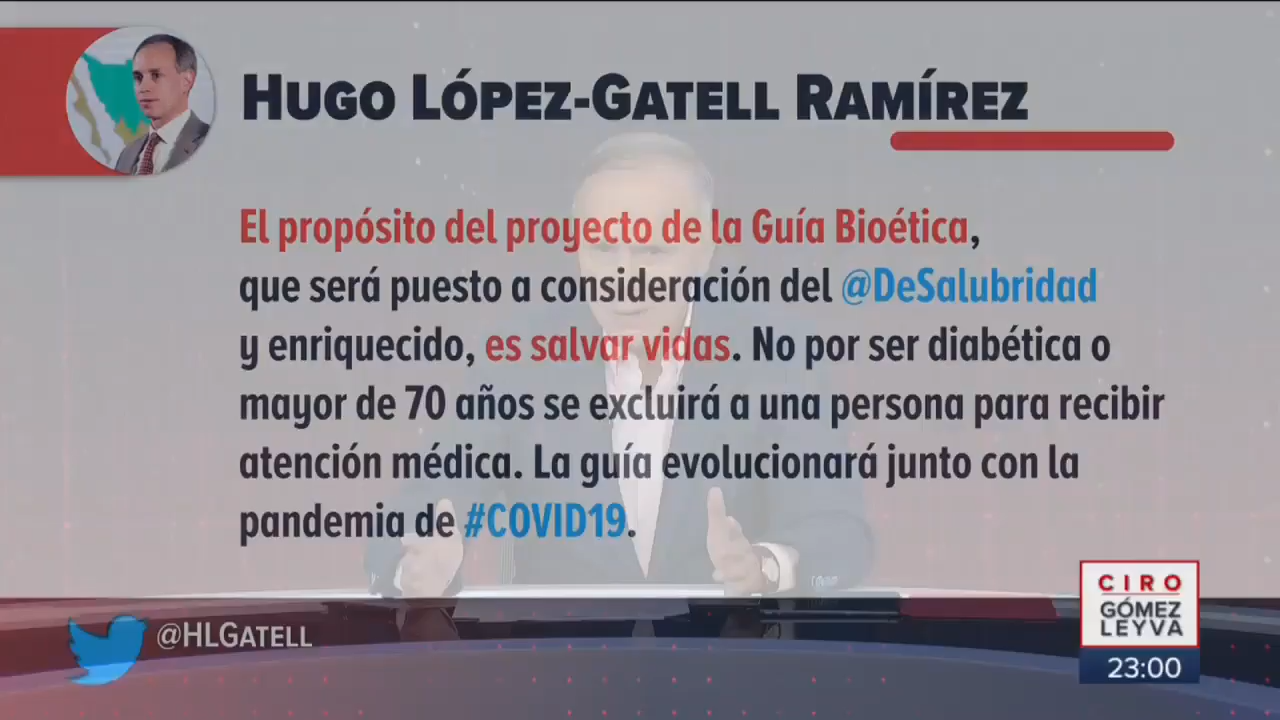 HUGO LÓPEZ-GATELL RAMÍREZ
El propósito del proyecto de la Guía Bioética,
que será puesto a consideración del @DeSalubridad
y enriquecido, es salvar vidas. No por ser diabética o
mayor de 70 años se excluirá a una persona para recibir
atención médica. La guía evolucionará junto con la
pandemia de #COVID19.
@HLGATELL
CIRO
GÓMEZ
LEYVA
23:00